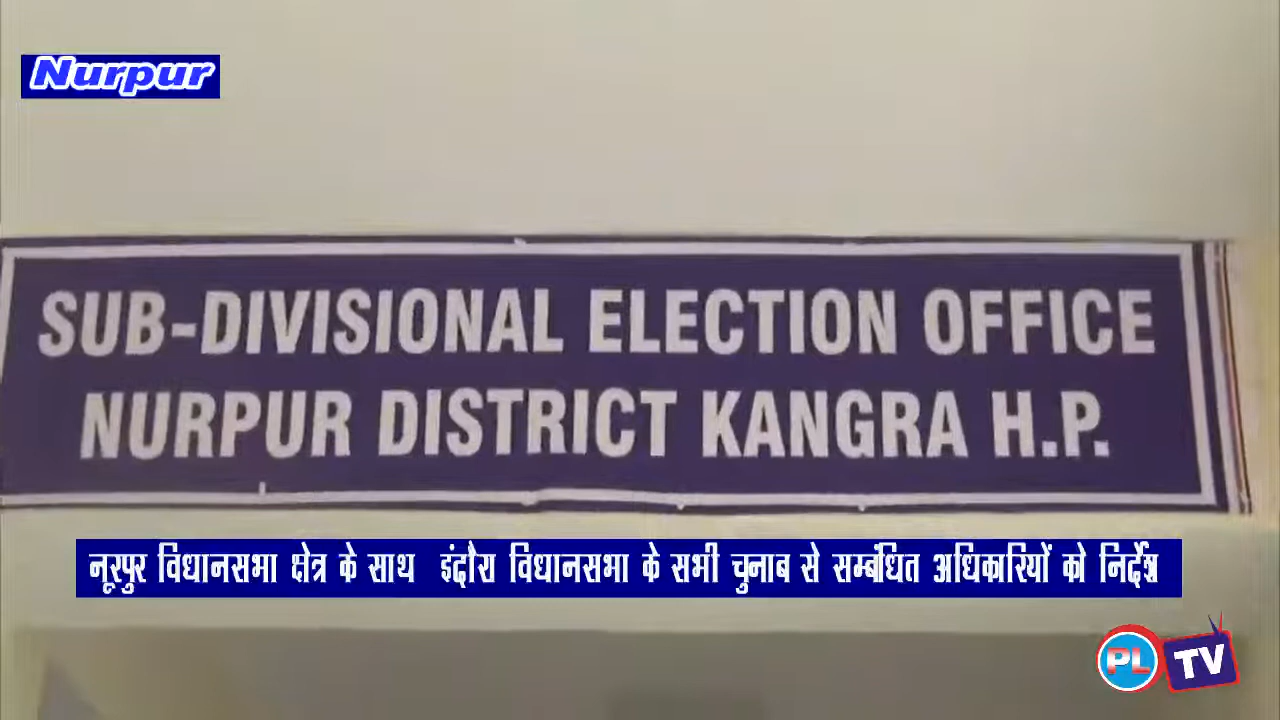 Nurpur
SUB-DIVISIONAL ELECTION OFFICE
NURPUR DISTRICT KANGRA H.P.
नूरपुर विधानसभा क्षेत्र के साथ इंदौरा विधानसभा के सभी चुनाब से सम्बंधित अधिकारियों को निर्देश
PL TV